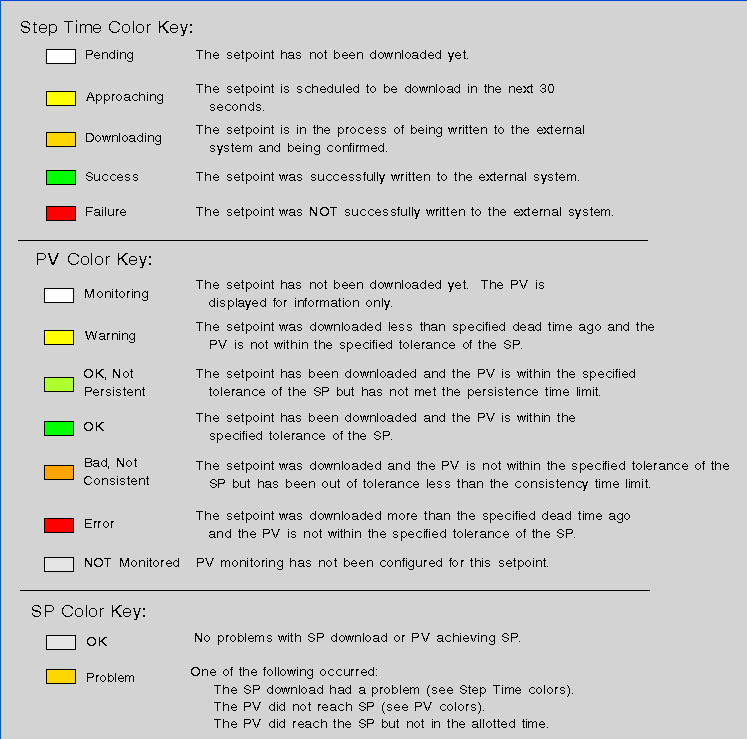 Step Time Color Key:
Pending The setpoint has not been downloaded yet.
Approaching The setpoint is scheduled to be download in the next 30
seconds.
Downloading The setpoint is in the process of being written to the external
system and being confirmed.
Success The setpoint was successfully written to the external system.
Failure The setpoint was NOT successfully written to the external system.
PV Color Key:
Monitoring The setpoint has not been downloaded yet. The PV is
displayed for information only.
Warning The setpoint was downloaded less than specified dead time ago and the
PV is not within the specified tolerance of the SP.
OK, Not The setpoint has been downloaded and the PV is within the specified
Persistent tolerance of the SP but has not met the persistence time limit.
OK The setpoint has been downloaded and the PV is within the
specified tolerance of the SP.
Bad, Not The setpoint was downloaded and the PV is not within the specified tolerance of the
Consistent SP but has been out of tolerance less than the consistency time limit.
Error The setpoint was downloaded more than the specified dead time ago
and the PV is not within the specified tolerance of the SP.
NOT Monitored PV monitoring has not been configured for this setpoint.
SP Color Key:
OK No problems with SP download or PV achieving SP.
Problem One of the following occurred:
The SP download had a problem (see Step Time colors).
The PV did not reach SP (see PV colors).
The PV did reach the SP but not in the allotted time.